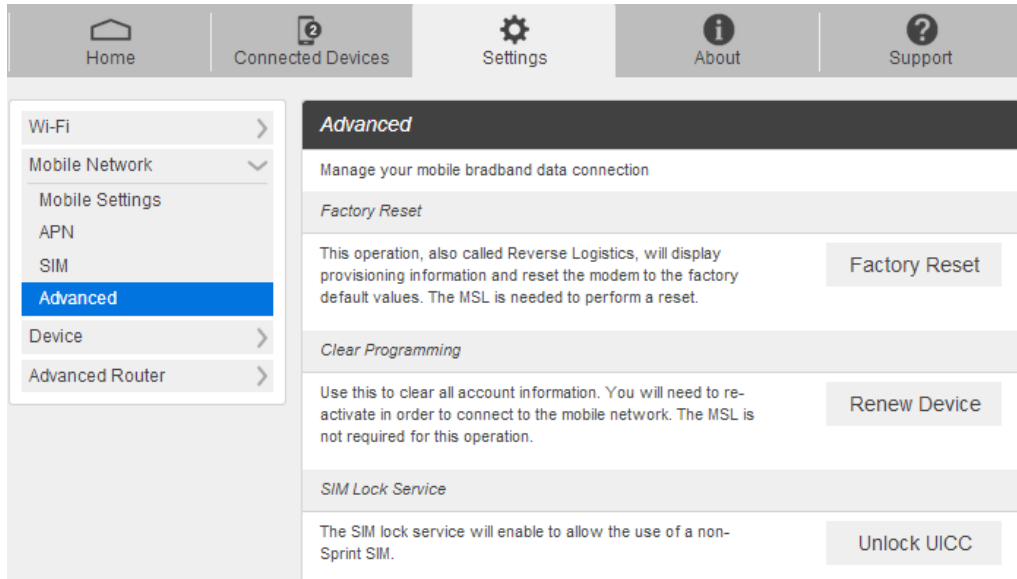 2
Home
Connected Devices
Settings
About
Support
Wi-Fi
Mobile Network
Mobile Settings
APN
SIM
Advanced
Device
Advanced Router
Advanced
Manage your mobile bradband data connection
Factory Reset
This operation, also called Reverse Logistics, will display
provisioning information and reset the modem to the factory
default values. The MSL is needed to perform a reset.
Factory Reset
Clear Programming
Use this to clear all account information. You will need to re-
activate in order to connect to the mobile network. The MSL is
not required for this operation.
Renew Device
SIM Lock Service
The SIM lock service will enable to allow the use of a non-
Sprint SIM.
Unlock UICC